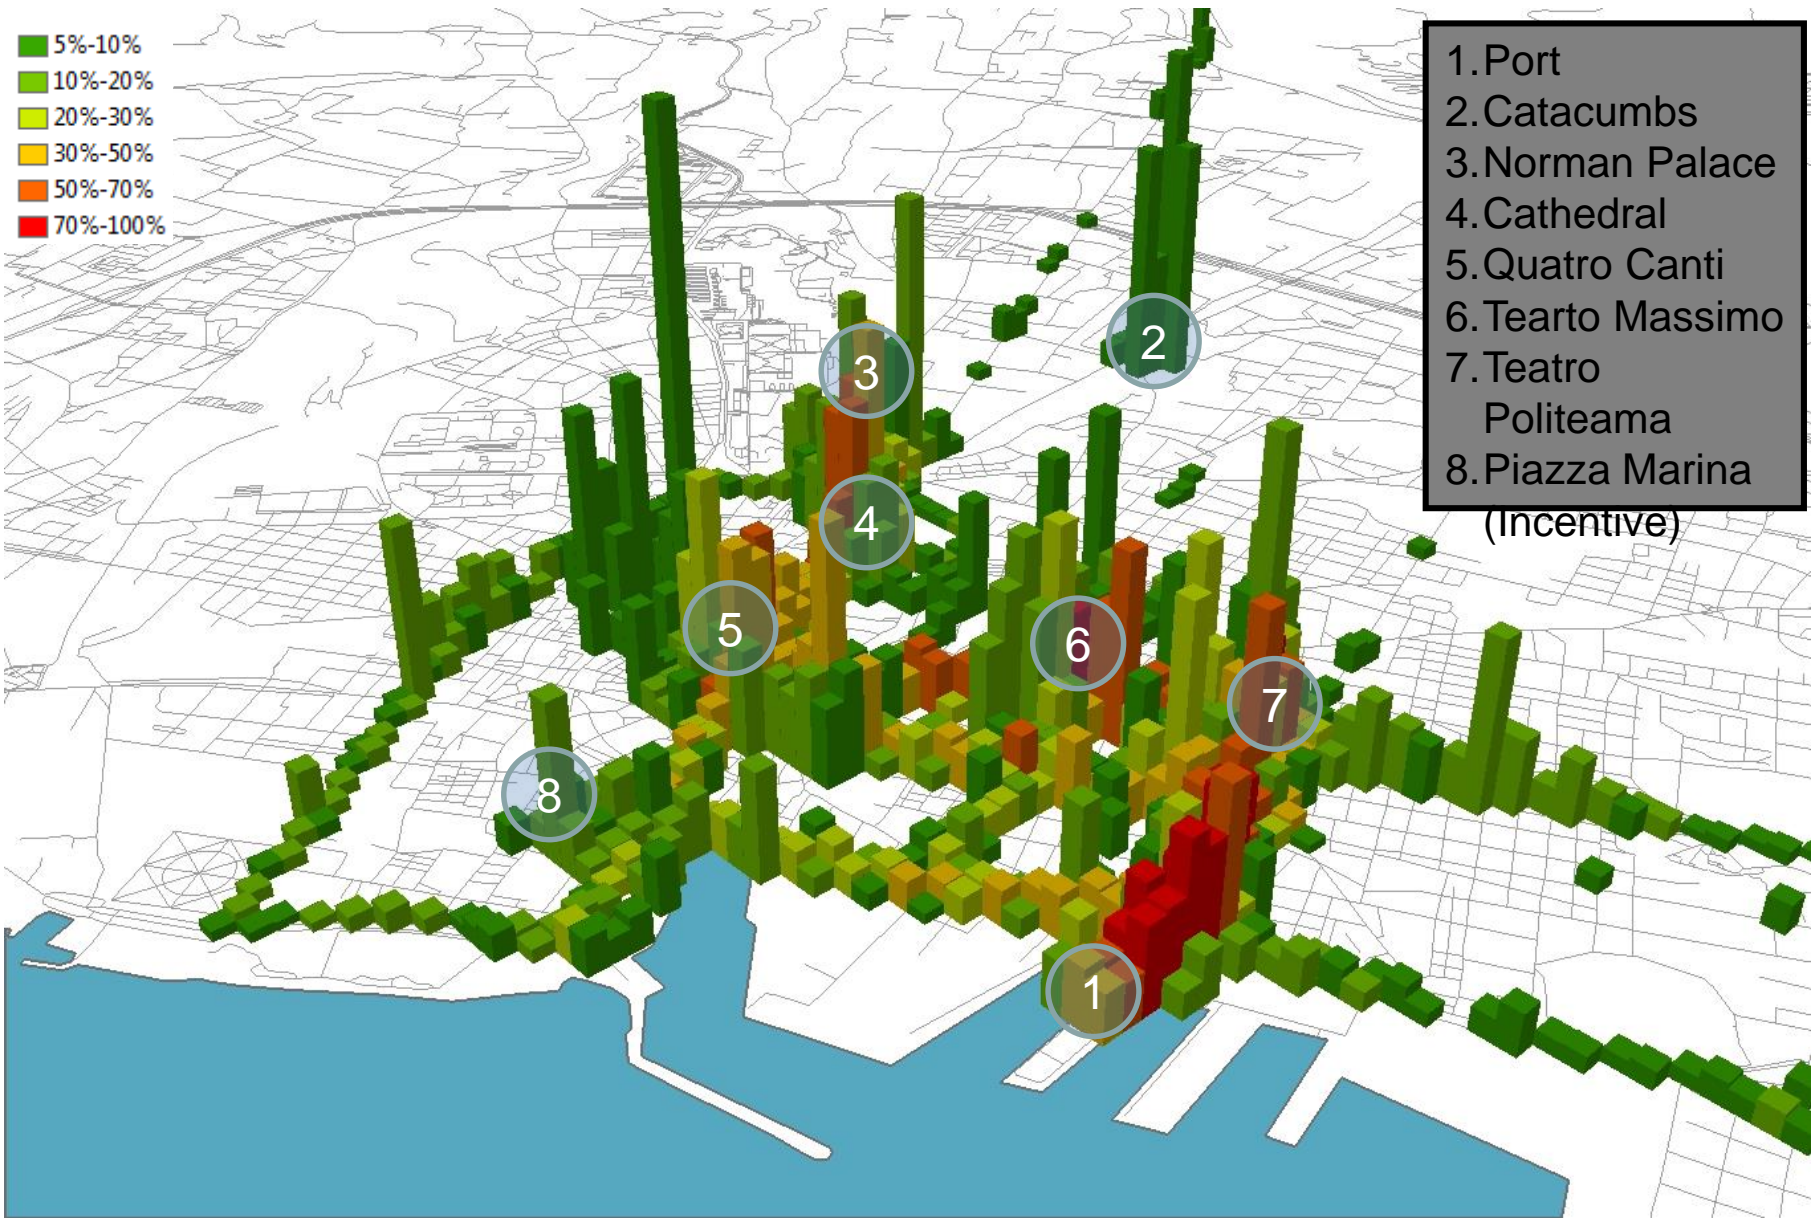 5%-10%
10%-20%
20%-30%
30%-50%
50%-70%
70%-100%
1.Port
2.Catacumbs
3.Norman Palace
4.Cathedral
5.Quatro Canti
6.Tearto Massimo
7.Teatro
Politeama
8.Piazza Marina
(Incentive)
2
3
4
5
6
7
8
1